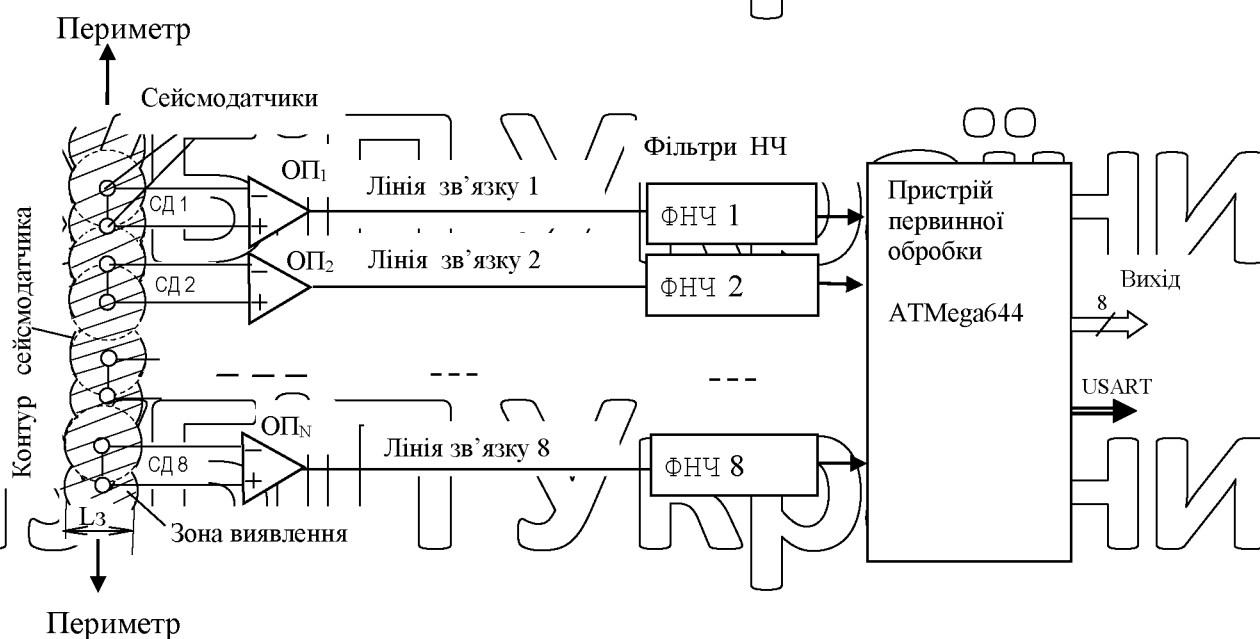 Периметр
Сейсмодатчики
Фільтри НЧ
ОП1
Лінія зв’язку 1
СД 1
− +
ФНЧ 1
Пристрій
первинної
обробки
ATMega644
ОП2
Лінія зв’язку 2
СД 2
− +
ФНЧ 2
Вихід
8
USART
Контур сейсмодатчика
ОПN
Лінія зв’язку 8
СД 8
− +
ФНЧ 8
Lз
Зона виявлення
Периметр